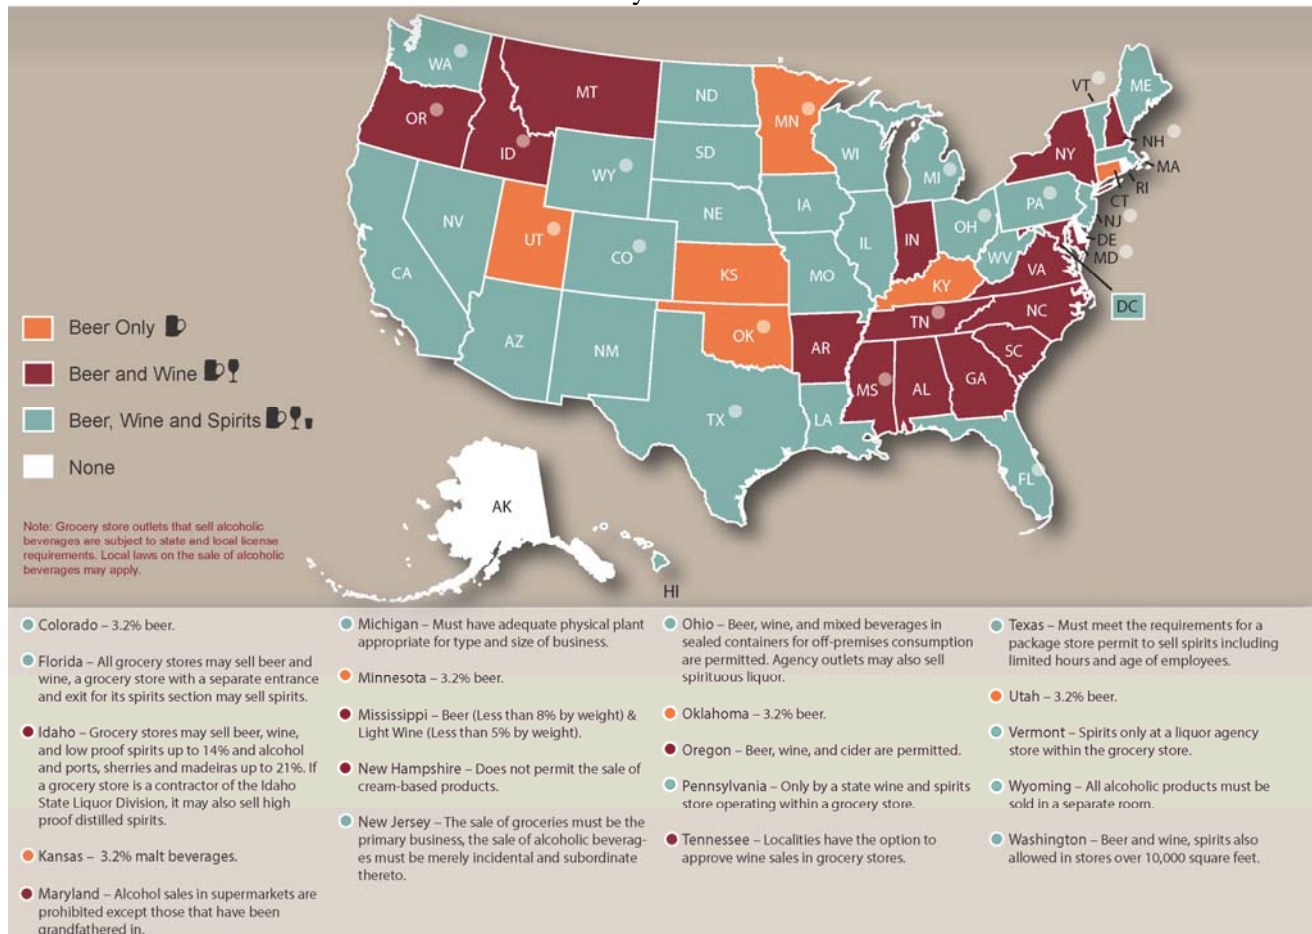 WA
OR
MT
ID
ND
MN
SD
WY
WI
MI
VT
ME
NH
NY
MA
RI
CT
NJ
DE
MD
PA
OH
IN
IL
IA
NE
NV
UT
CO
CA
KS
MO
KY
WV
VA
DC
NC
TN
SC
AZ
NM
OK
AR
MS
AL
GA
TX
LA
FL
AK
HI
Beer Only
Beer and Wine
Beer, Wine and Spirits
None
Note: Grocery store outlets that sell alcoholic
beverages are subject to state and local license
requirements. Local laws on the sale of alcoholic
beverages may apply.
Colorado – 3.2% beer.
Florida – All grocery stores may sell beer and
wine, a grocery store with a separate entrance
and exit for its spirits section may sell spirits.
Idaho – Grocery stores may sell beer, wine,
and low proof spirits up to 14% and alcohol
and ports, sherries and madeiras up to 21%. If
a grocery store is a contractor of the Idaho
State Liquor Division, it may also sell high
proof distilled spirits.
Kansas – 3.2% malt beverages.
Maryland – Alcohol sales in supermarkets are
prohibited except those that have been
grandfathered in.
Michigan – Must have adequate physical plant
appropriate for type and size of business.
Minnesota – 3.2% beer.
Mississippi – Beer (Less than 8% by weight) &
Light Wine (Less than 5% by weight).
New Hampshire – Does not permit the sale of
cream-based products.
New Jersey – The sale of groceries must be the
primary business, the sale of alcoholic beverag-
es must be merely incidental and subordinate
thereto.
Ohio – Beer, wine, and mixed beverages in
sealed containers for off-premises consumption
are permitted. Agency outlets may also sell
spirituous liquor.
Oklahoma – 3.2% beer.
Oregon – Beer, wine, and cider are permitted.
Pennsylvania – Only by a state wine and spirits
store operating within a grocery store.
Tennessee – Localities have the option to
approve wine sales in grocery stores.
Texas – Must meet the requirements for a
package store permit to sell spirits including
limited hours and age of employees.
Utah – 3.2% beer.
Vermont – Spirits only at a liquor agency
store within the grocery store.
Wyoming – All alcoholic products must be
sold in a separate room.
Washington – Beer and wine, spirits also
allowed in stores over 10,000 square feet.